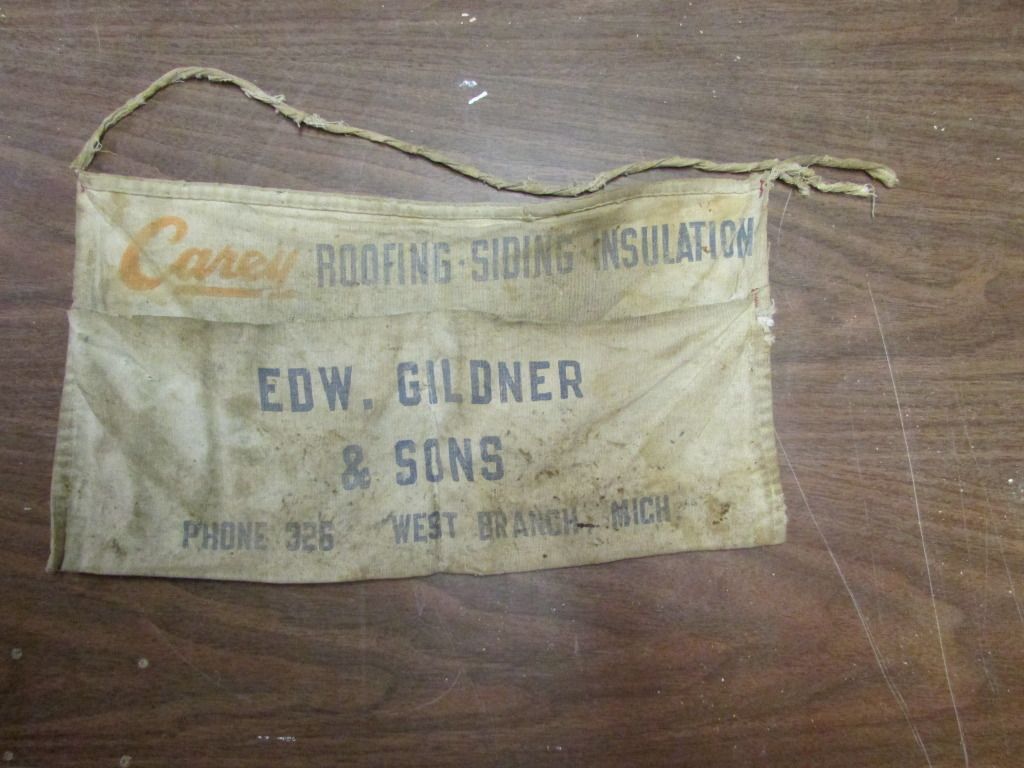 Carey ROOFING·SIDING INSULATION
EDW. GILDNER
& SONS
PHONE 326 WEST BRANCH, MICH